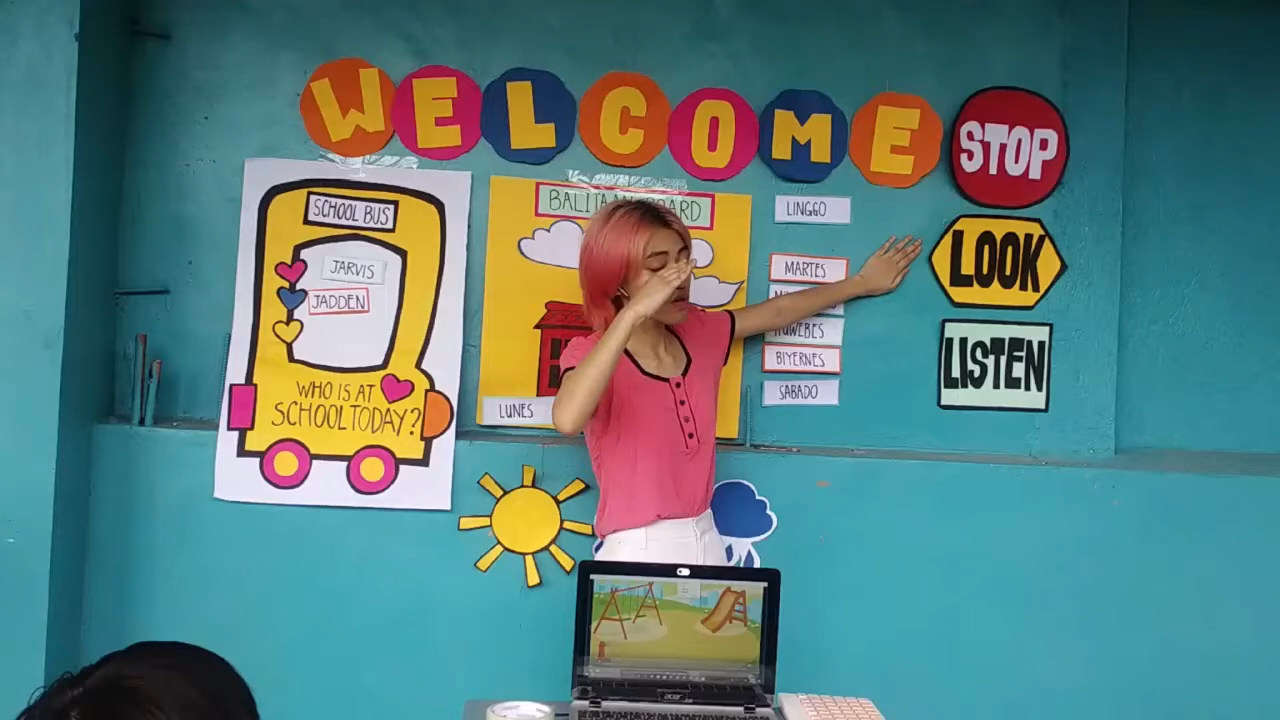 WELCOME
STOP
LOOK
LISTEN
SCHOOL BUS
JARVIS
JADDEN
WHO IS AT
SCHOOL TODAY?
LUNES
LINGGO
MARTES
HUWEBES
BIYERNES
SABADO
acer